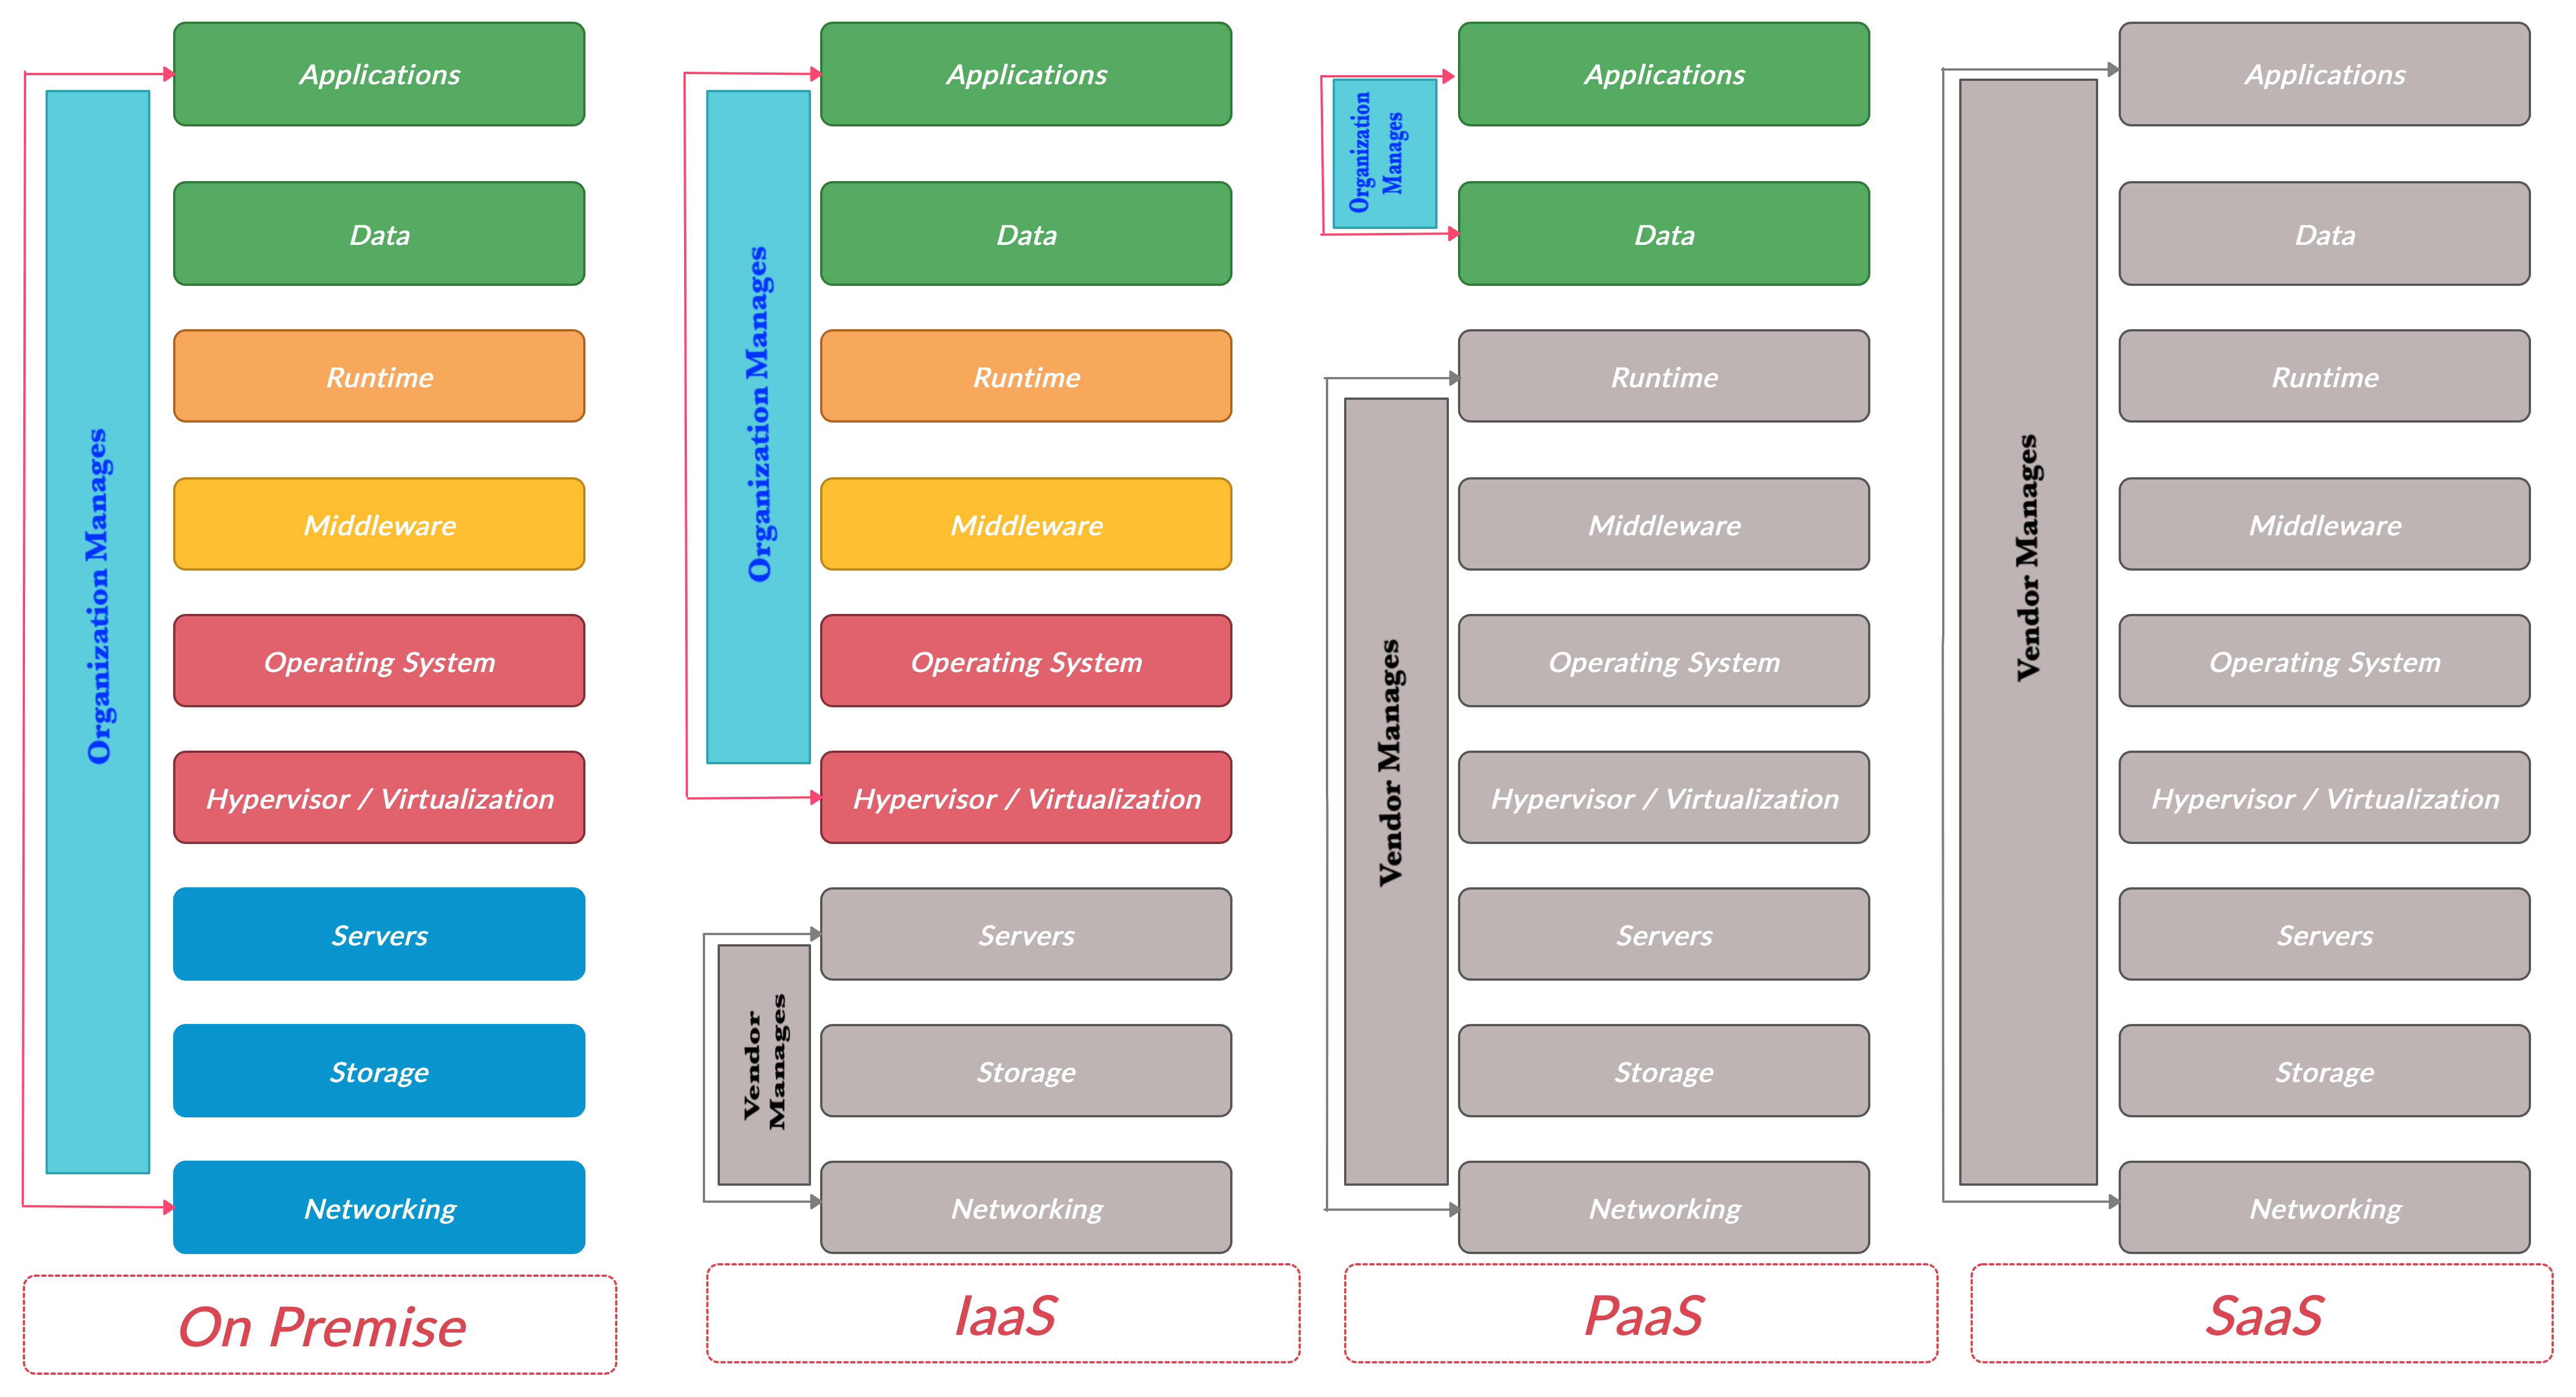 Organization Manages
Applications
Data
Runtime
Middleware
Operating System
Hypervisor / Virtualization
Servers
Storage
Networking
On Premise
Organization Manages
Vendor
Manages
Applications
Data
Runtime
Middleware
Operating System
Hypervisor / Virtualization
Servers
Storage
Networking
IaaS
Organization
Manages
Vendor Manages
Applications
Data
Runtime
Middleware
Operating System
Hypervisor / Virtualization
Servers
Storage
Networking
PaaS
Vendor Manages
Applications
Data
Runtime
Middleware
Operating System
Hypervisor / Virtualization
Servers
Storage
Networking
SaaS